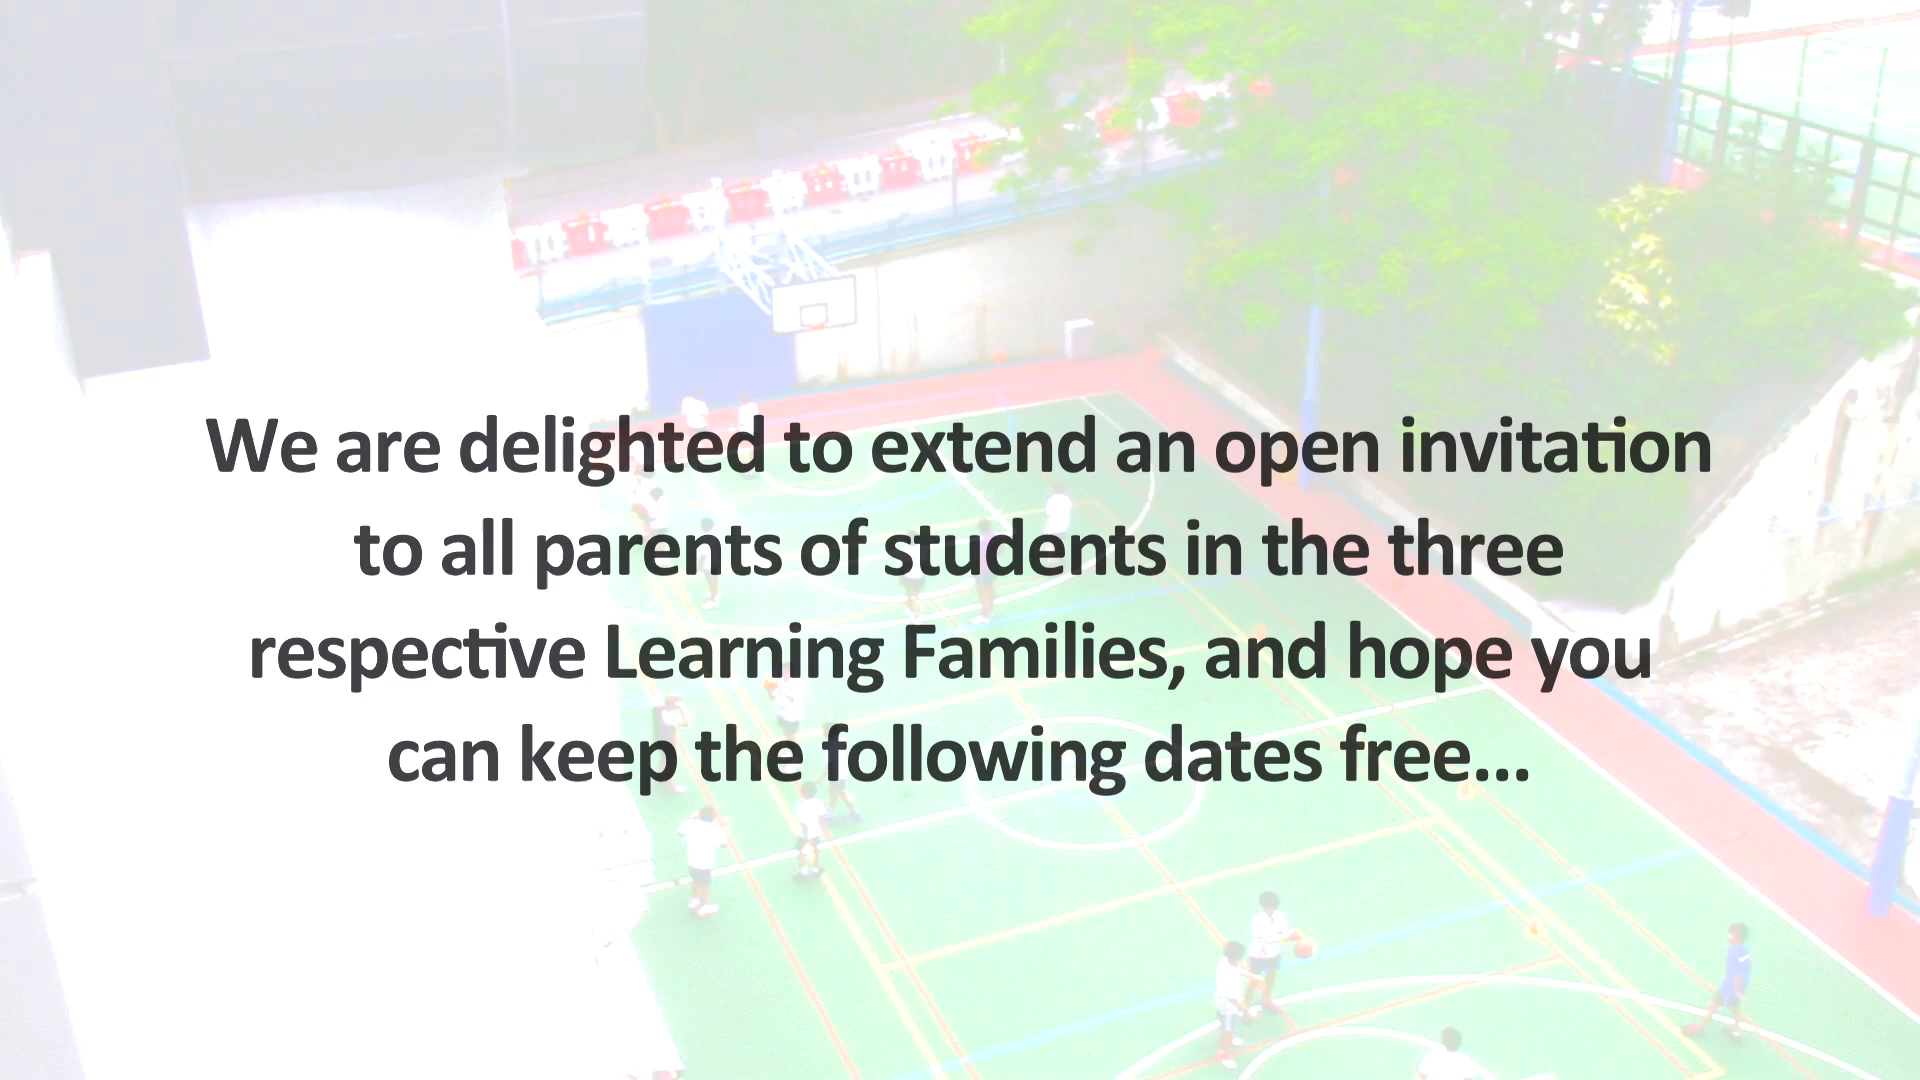 We are delighted to extend an open invitation
to all parents of students in the three
respective Learning Families, and hope you
can keep the following dates free...